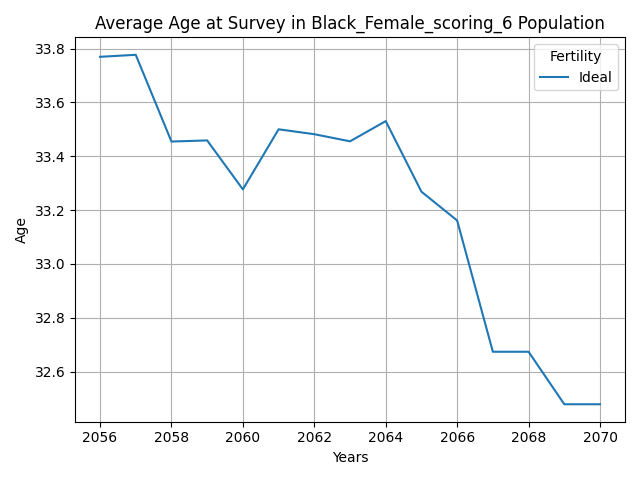 Average Age at Survey in Black_Female_scoring_6 Population
Fertility
Ideal
33.8
33.6
33.4
33.2
33.0
32.8
32.6
Age
2056 2058 2060 2062 2064 2066 2068 2070
Years